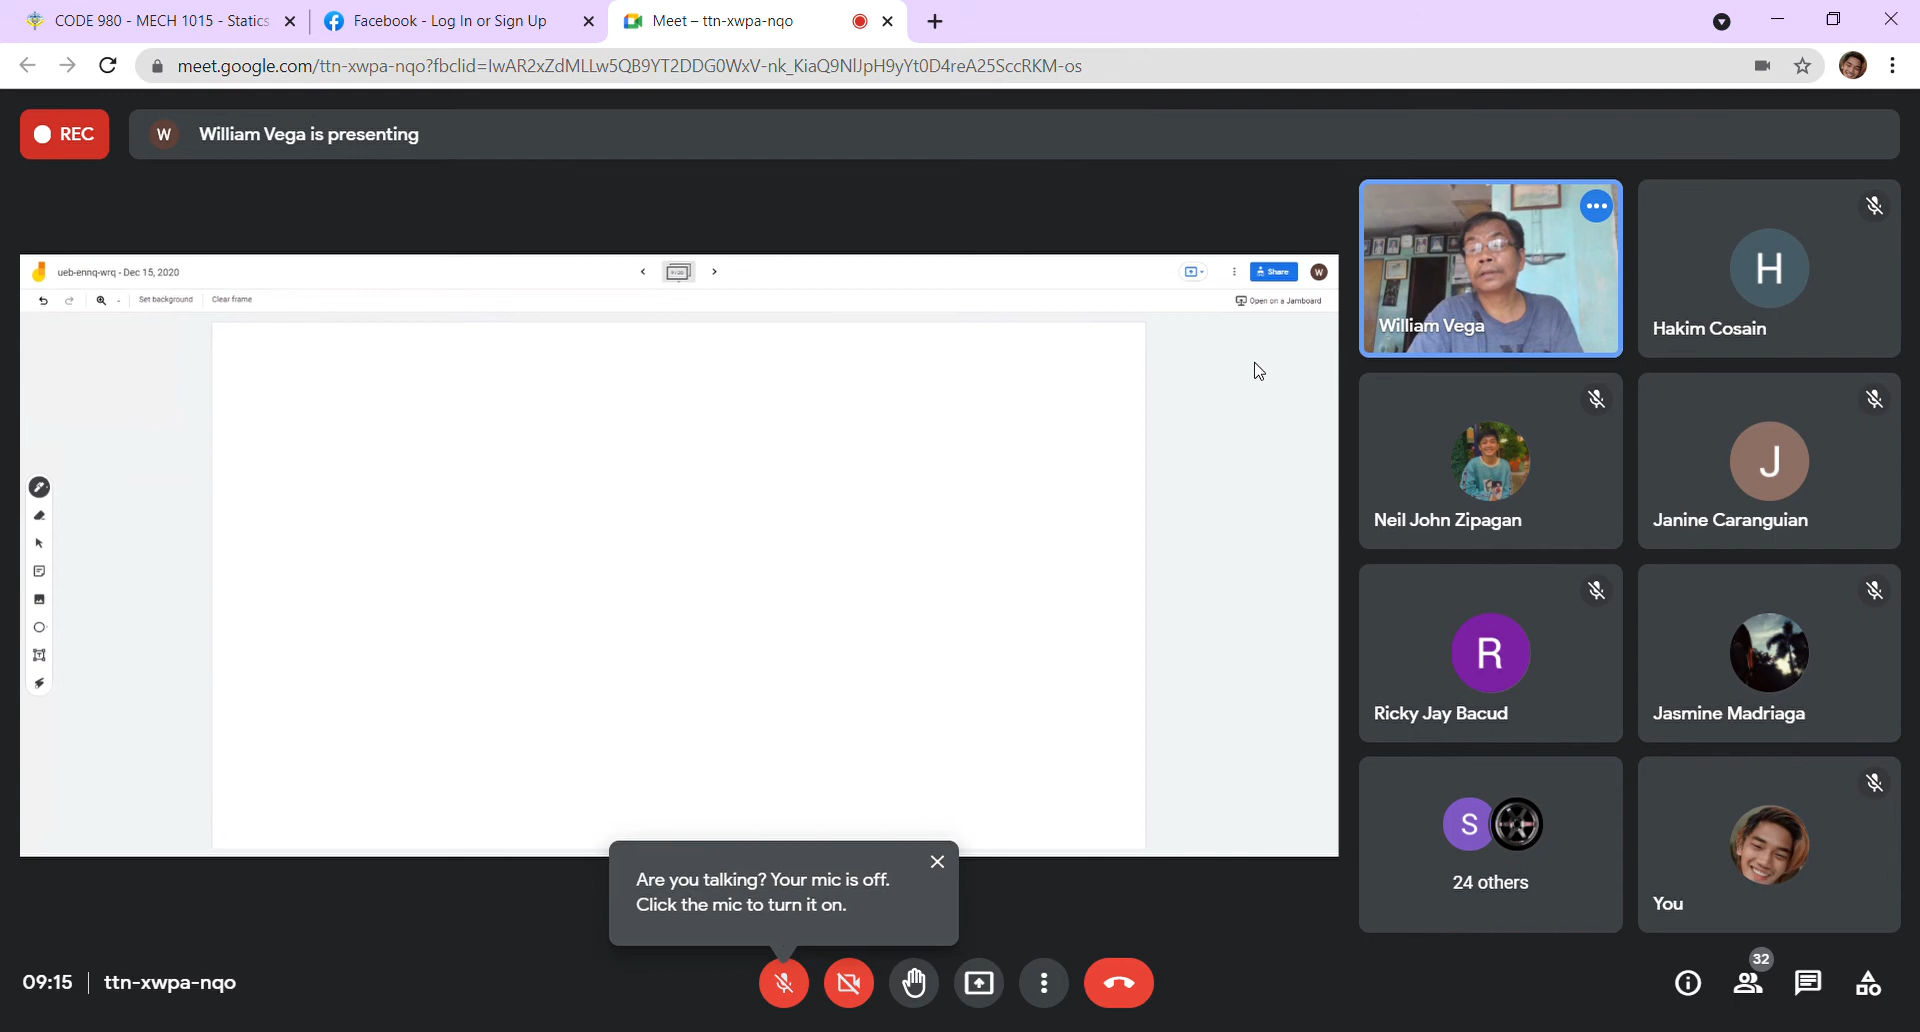 CODE 980 - MECH 1015 - Statics
Facebook - Log In or Sign Up
Meet – ttn-xwpa-nqo
meet.google.com/ttn-xwpa-nqo?fbclid=IwAR2xZdMLLw5QB9YT2DDG0WxV-nk_KiaQ9NIJpH9yYt0D4reA25SccRKM-os
REC
W
William Vega is presenting
ueb-ennq-wrq - Dec 15, 2020
9 / 20
Share
W
Set background
Clear frame
Open on a Jamboard
William Vega
H
Hakim Cosain
Neil John Zipagan
J
Janine Caranguian
R
Ricky Jay Bacud
Jasmine Madriaga
S
24 others
You
Are you talking? Your mic is off.
Click the mic to turn it on.
09:15
ttn-xwpa-nqo
32